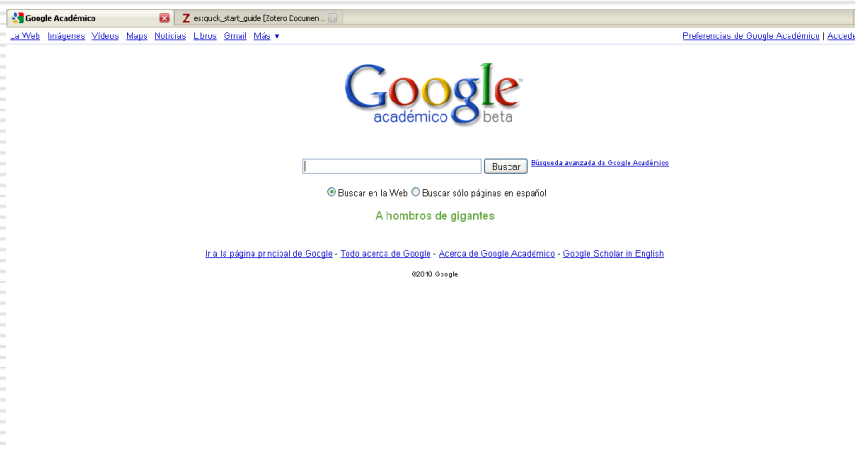 Google Académico Z es:quick_start_guide [Zotero Documen ...
La Web Imágenes Vídeos Maps Noticias Libros Gmail Más ▼ Preferencias de Google Académico | Accede
Google
académico beta
Buscar Búsqueda avanzada de Google Académico
Buscar en la Web Buscar sólo páginas en español
A hombros de gigantes
Ir a la página principal de Google - Todo acerca de Google - Acerca de Google Académico - Google Scholar in English
©2010 Google